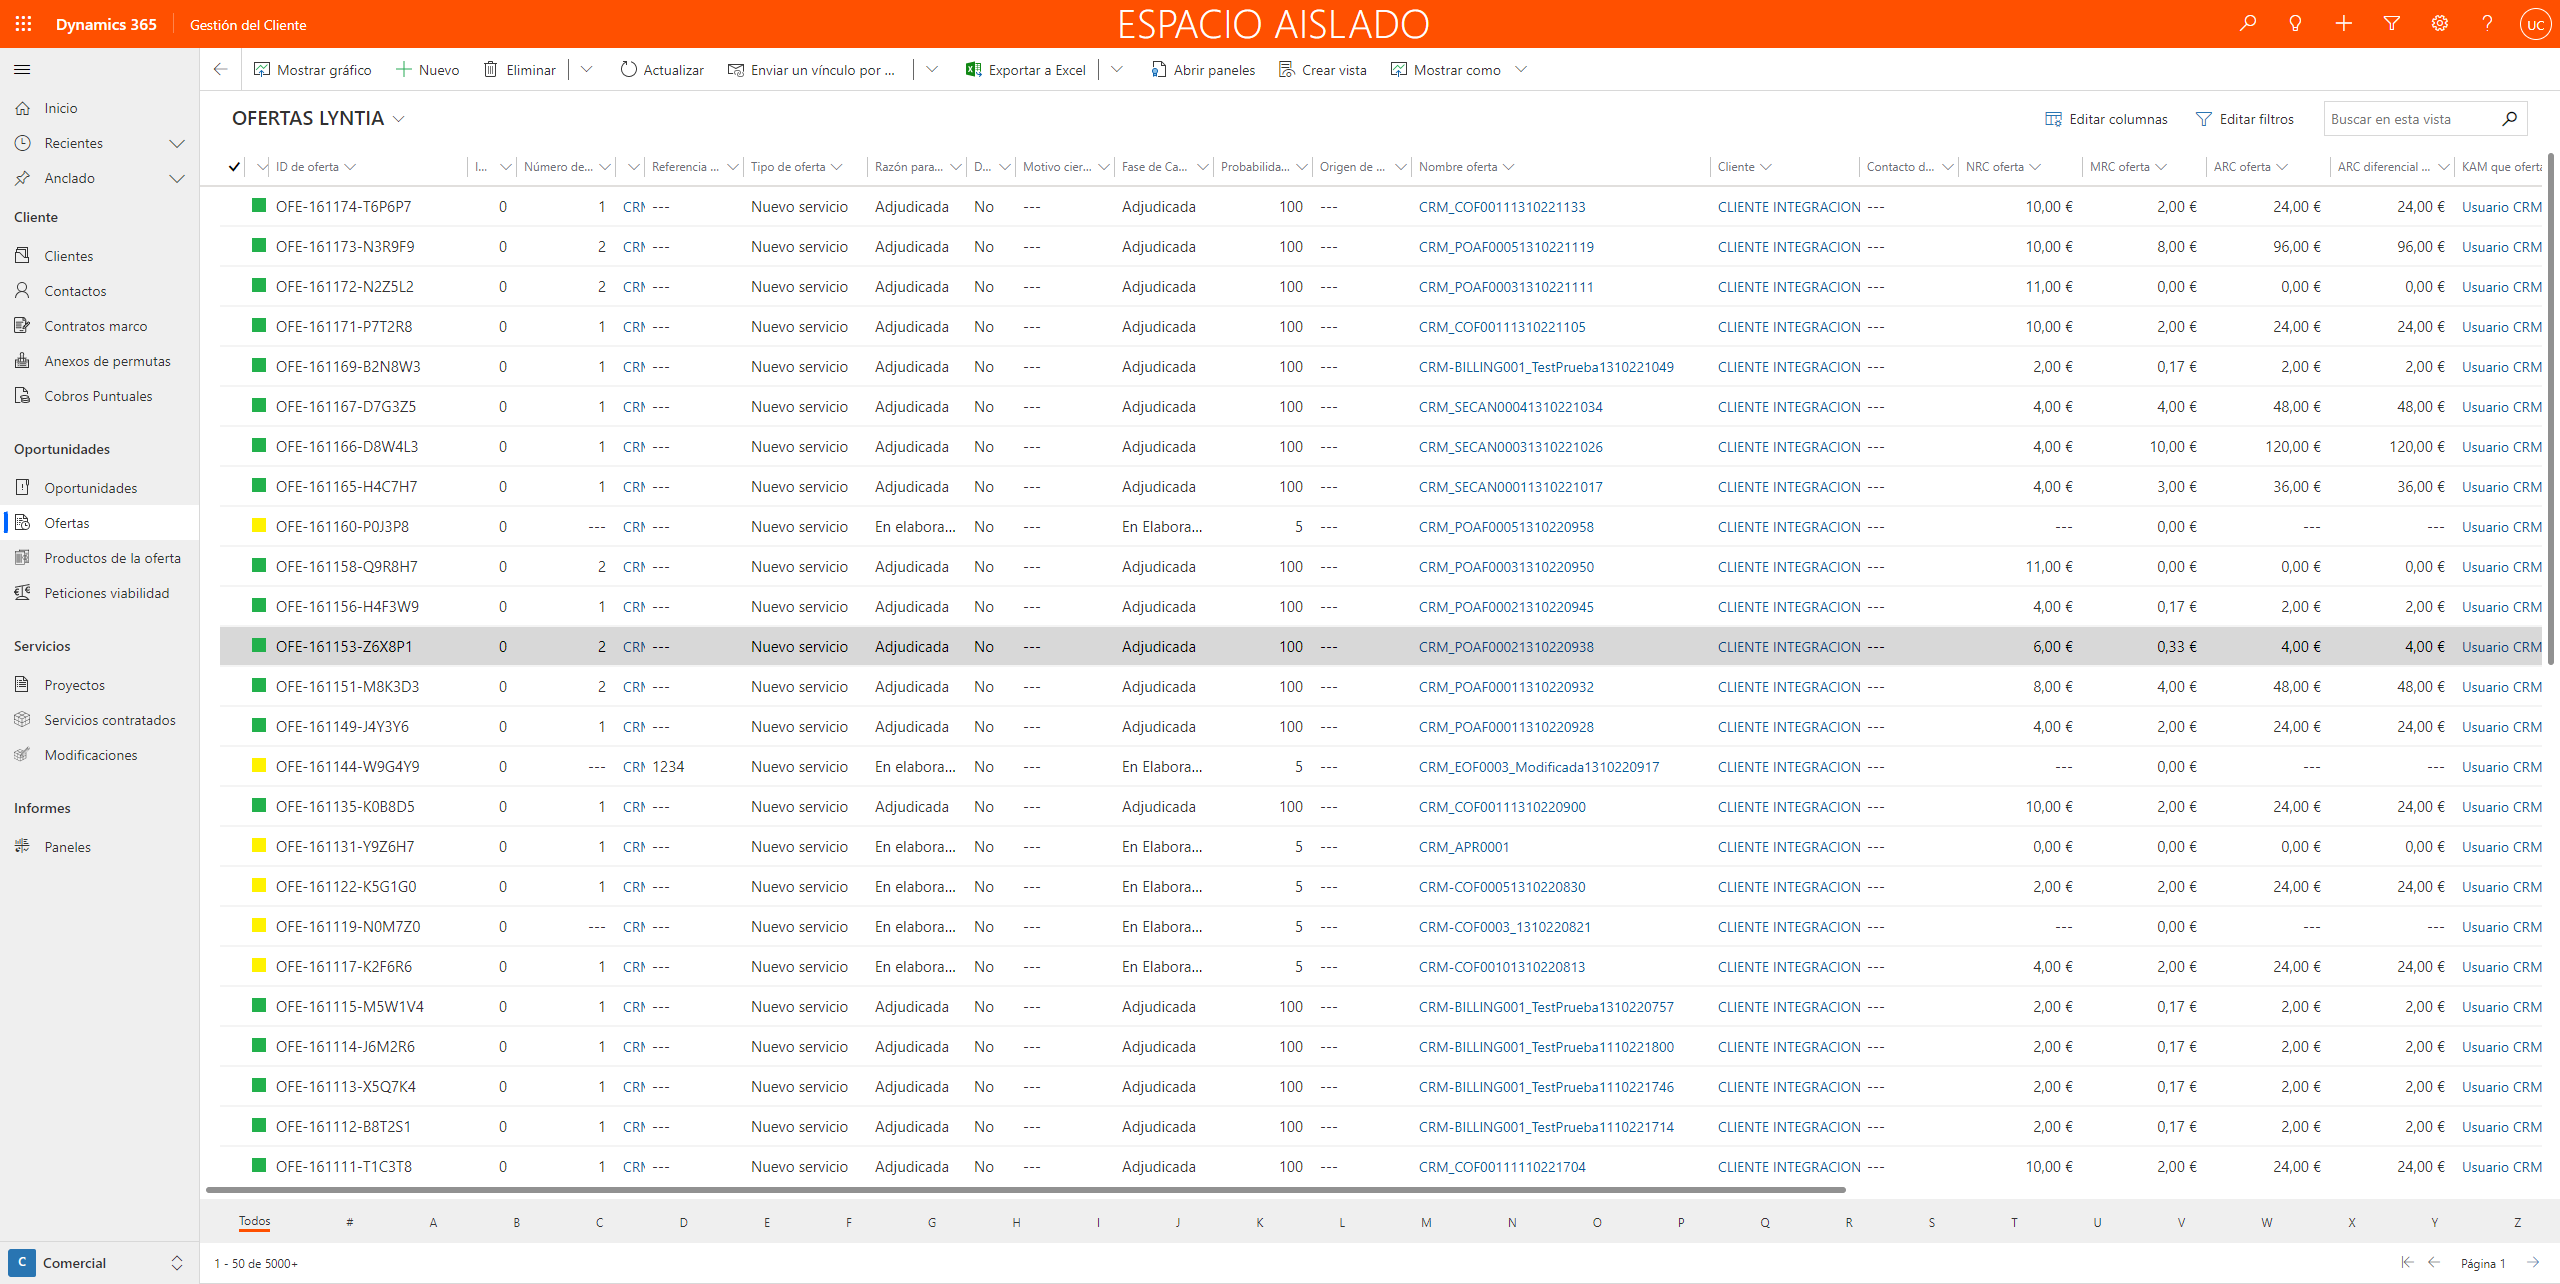 Dynamics 365 Gestión del Cliente ESPACIO AISLADO UC
Mostrar gráfico Nuevo Eliminar Actualizar Enviar un vínculo por ... Exportar a Excel Abrir paneles Crear vista Mostrar como
Inicio
Recientes
Anclado
Cliente
Clientes
Contactos
Contratos marco
Anexos de permutas
Cobros Puntuales
Oportunidades
Oportunidades
Ofertas
Productos de la oferta
Peticiones viabilidad
Servicios
Proyectos
Servicios contratados
Modificaciones
Informes
Paneles
C Comercial
OFERTAS LYNTIA Editar columnas Editar filtros Buscar en esta vista
ID de oferta I... Número de... Referencia ... Tipo de oferta Razón para... D... Motivo cier... Fase de Ca... Probabilida... Origen de ... Nombre oferta Cliente Contacto d... NRC oferta MRC oferta ARC oferta ARC diferencial ... KAM que oferta
OFE-161174-T6P6P7 0 1 CRM --- Nuevo servicio Adjudicada No --- Adjudicada 100 --- CRM_COF00111310221133 CLIENTE INTEGRACION --- 10,00 € 2,00 € 24,00 € 24,00 € Usuario CRM
OFE-161173-N3R9F9 0 2 CRM --- Nuevo servicio Adjudicada No --- Adjudicada 100 --- CRM_POAF00051310221119 CLIENTE INTEGRACION --- 10,00 € 8,00 € 96,00 € 96,00 € Usuario CRM
OFE-161172-N2Z5L2 0 2 CRM --- Nuevo servicio Adjudicada No --- Adjudicada 100 --- CRM_POAF00031310221111 CLIENTE INTEGRACION --- 11,00 € 0,00 € 0,00 € 0,00 € Usuario CRM
OFE-161171-P7T2R8 0 1 CRM --- Nuevo servicio Adjudicada No --- Adjudicada 100 --- CRM_COF00111310221105 CLIENTE INTEGRACION --- 10,00 € 2,00 € 24,00 € 24,00 € Usuario CRM
OFE-161169-B2N8W3 0 1 CRM --- Nuevo servicio Adjudicada No --- Adjudicada 100 --- CRM-BILLING001_TestPrueba1310221049 CLIENTE INTEGRACION --- 2,00 € 0,17 € 2,00 € 2,00 € Usuario CRM
OFE-161167-D7G3Z5 0 1 CRM --- Nuevo servicio Adjudicada No --- Adjudicada 100 --- CRM_SECAN00041310221034 CLIENTE INTEGRACION --- 4,00 € 4,00 € 48,00 € 48,00 € Usuario CRM
OFE-161166-D8W4L3 0 1 CRM --- Nuevo servicio Adjudicada No --- Adjudicada 100 --- CRM_SECAN00031310221026 CLIENTE INTEGRACION --- 4,00 € 10,00 € 120,00 € 120,00 € Usuario CRM
OFE-161165-H4C7H7 0 1 CRM --- Nuevo servicio Adjudicada No --- Adjudicada 100 --- CRM_SECAN00011310221017 CLIENTE INTEGRACION --- 4,00 € 3,00 € 36,00 € 36,00 € Usuario CRM
OFE-161160-P0J3P8 0 --- CRM --- Nuevo servicio En elabora... No --- En Elabora... 5 --- CRM_POAF00051310220958 CLIENTE INTEGRACION --- --- 0,00 € --- --- Usuario CRM
OFE-161158-Q9R8H7 0 2 CRM --- Nuevo servicio Adjudicada No --- Adjudicada 100 --- CRM_POAF00031310220950 CLIENTE INTEGRACION --- 11,00 € 0,00 € 0,00 € 0,00 € Usuario CRM
OFE-161156-H4F3W9 0 1 CRM --- Nuevo servicio Adjudicada No --- Adjudicada 100 --- CRM_POAF00021310220945 CLIENTE INTEGRACION --- 4,00 € 0,17 € 2,00 € 2,00 € Usuario CRM
OFE-161153-Z6X8P1 0 2 CRM --- Nuevo servicio Adjudicada No --- Adjudicada 100 --- CRM_POAF00021310220938 CLIENTE INTEGRACION --- 6,00 € 0,33 € 4,00 € 4,00 € Usuario CRM
OFE-161151-M8K3D3 0 2 CRM --- Nuevo servicio Adjudicada No --- Adjudicada 100 --- CRM_POAF00011310220932 CLIENTE INTEGRACION --- 8,00 € 4,00 € 48,00 € 48,00 € Usuario CRM
OFE-161149-J4Y3Y6 0 1 CRM --- Nuevo servicio Adjudicada No --- Adjudicada 100 --- CRM_POAF00011310220928 CLIENTE INTEGRACION --- 4,00 € 2,00 € 24,00 € 24,00 € Usuario CRM
OFE-161144-W9G4Y9 0 --- CRM 1234 Nuevo servicio En elabora... No --- En Elabora... 5 --- CRM_EOF0003_Modificada1310220917 CLIENTE INTEGRACION --- --- 0,00 € --- --- Usuario CRM
OFE-161135-K0B8D5 0 1 CRM --- Nuevo servicio Adjudicada No --- Adjudicada 100 --- CRM_COF00111310220900 CLIENTE INTEGRACION --- 10,00 € 2,00 € 24,00 € 24,00 € Usuario CRM
OFE-161131-Y9Z6H7 0 1 CRM --- Nuevo servicio En elabora... No --- En Elabora... 5 --- CRM_APR0001 CLIENTE INTEGRACION --- 0,00 € 0,00 € 0,00 € 0,00 € Usuario CRM
OFE-161122-K5G1G0 0 1 CRM --- Nuevo servicio En elabora... No --- En Elabora... 5 --- CRM-COF00051310220830 CLIENTE INTEGRACION --- 2,00 € 2,00 € 24,00 € 24,00 € Usuario CRM
OFE-161119-N0M7Z0 0 --- CRM --- Nuevo servicio En elabora... No --- En Elabora... 5 --- CRM-COF0003_1310220821 CLIENTE INTEGRACION --- --- 0,00 € --- --- Usuario CRM
OFE-161117-K2F6R6 0 1 CRM --- Nuevo servicio En elabora... No --- En Elabora... 5 --- CRM-COF00101310220813 CLIENTE INTEGRACION --- 4,00 € 2,00 € 24,00 € 24,00 € Usuario CRM
OFE-161115-M5W1V4 0 1 CRM --- Nuevo servicio Adjudicada No --- Adjudicada 100 --- CRM-BILLING001_TestPrueba1310220757 CLIENTE INTEGRACION --- 2,00 € 0,17 € 2,00 € 2,00 € Usuario CRM
OFE-161114-J6M2R6 0 1 CRM --- Nuevo servicio Adjudicada No --- Adjudicada 100 --- CRM-BILLING001_TestPrueba1110221800 CLIENTE INTEGRACION --- 2,00 € 0,17 € 2,00 € 2,00 € Usuario CRM
OFE-161113-X5Q7K4 0 1 CRM --- Nuevo servicio Adjudicada No --- Adjudicada 100 --- CRM-BILLING001_TestPrueba1110221746 CLIENTE INTEGRACION --- 2,00 € 0,17 € 2,00 € 2,00 € Usuario CRM
OFE-161112-B8T2S1 0 1 CRM --- Nuevo servicio Adjudicada No --- Adjudicada 100 --- CRM-BILLING001_TestPrueba1110221714 CLIENTE INTEGRACION --- 2,00 € 0,17 € 2,00 € 2,00 € Usuario CRM
OFE-161111-T1C3T8 0 1 CRM --- Nuevo servicio Adjudicada No --- Adjudicada 100 --- CRM_COF00111110221704 CLIENTE INTEGRACION --- 10,00 € 2,00 € 24,00 € 24,00 € Usuario CRM
Todos # A B C D E F G H I J K L M N O P Q R S T U V W X Y Z
1 - 50 de 5000+ Página 1